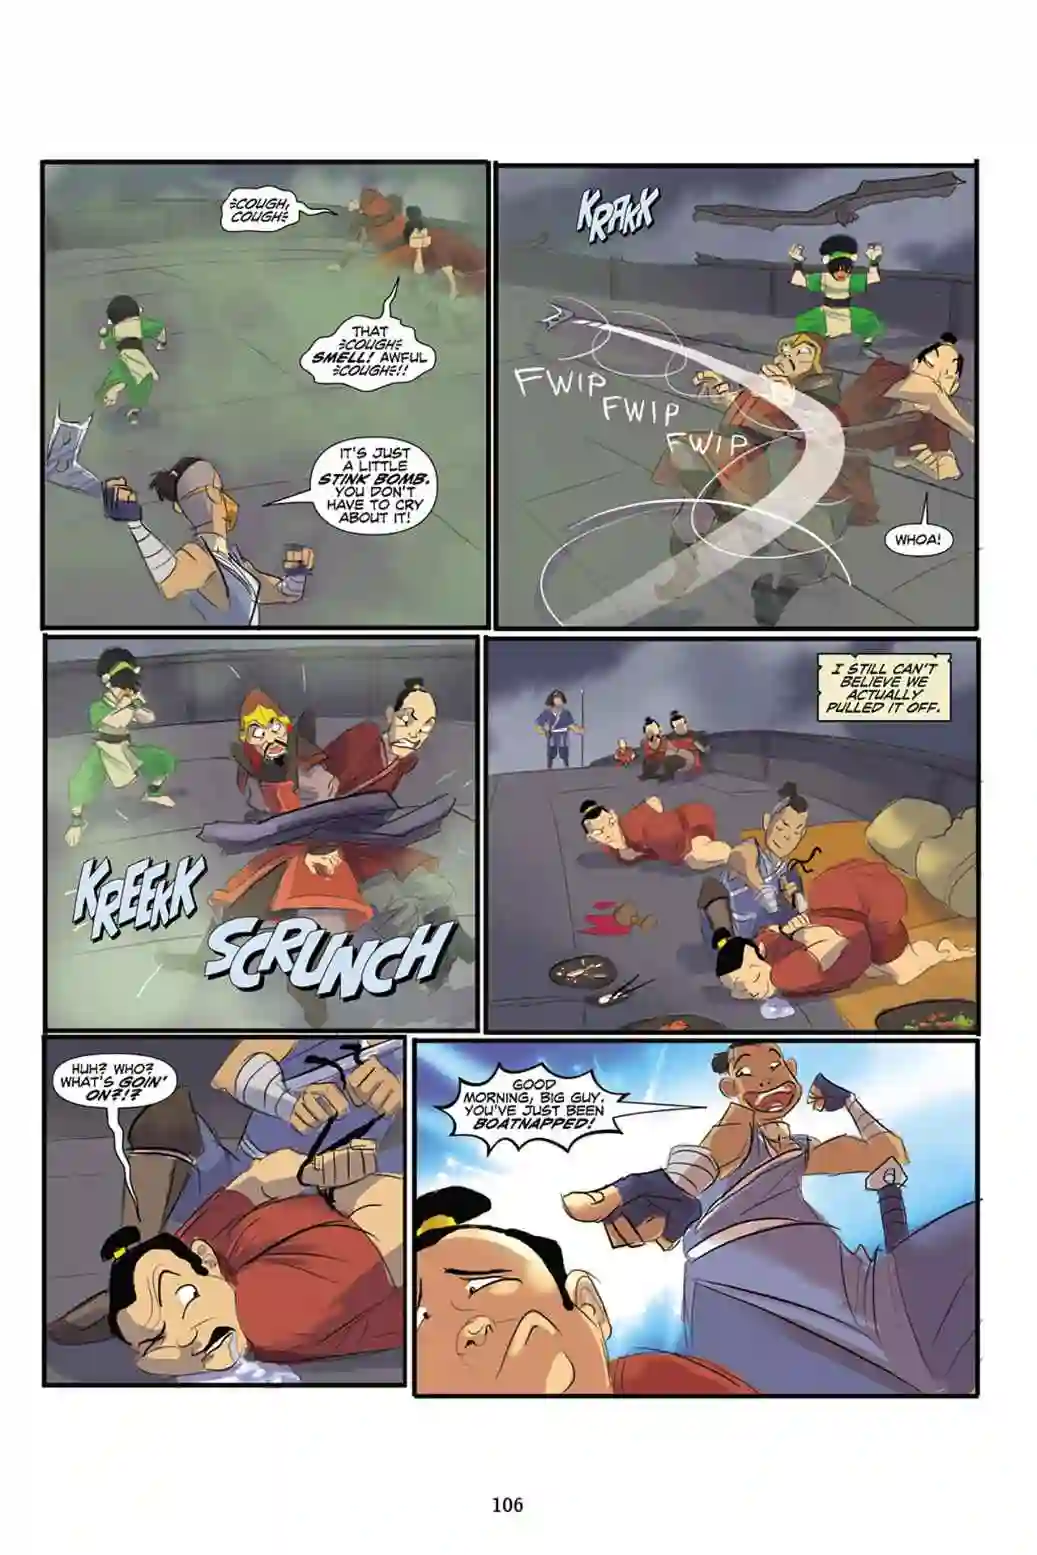 COUGH,
COUGH
THAT
COUGH
SMELL! AWFUL
COUGH!!
IT'S JUST
A LITTLE
STINK BOMB.
YOU DON'T
HAVE TO CRY
ABOUT IT!
KRAKK
FWIP
FWIP
FWIP
WHOA!
KREEKK
SCRUNCH
I STILL CAN'T
BELIEVE WE
ACTUALLY
PULLED IT OFF.
HUH? WHO?
WHAT'S GOIN'
ON?!?
GOOD
MORNING, BIG GUY.
YOU'VE JUST BEEN
BOATNAPPED!
106